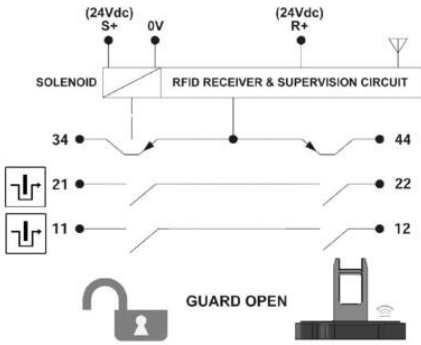 (24Vdc) (24Vdc)
S+ 0V R+
SOLENOID RFID RECEIVER & SUPERVISION CIRCUIT
34 44
21 22
11 12
GUARD OPEN